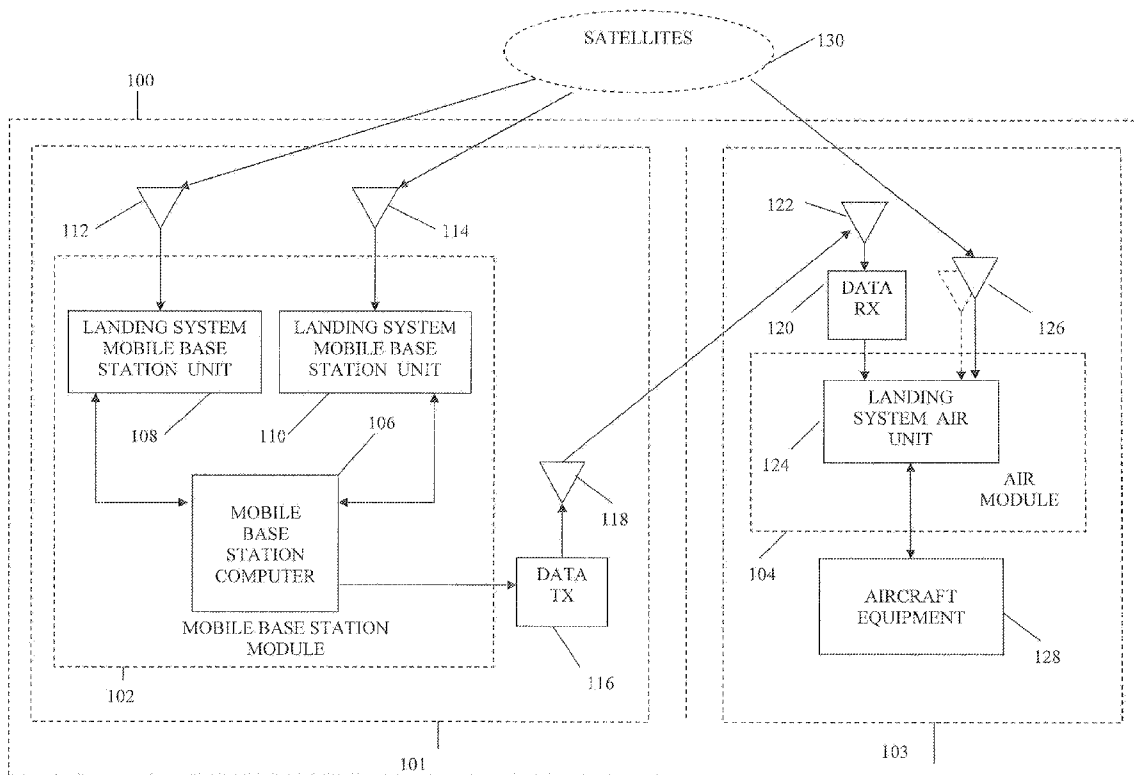 SATELLITES
130
100
112
114
122
LANDING SYSTEM
MOBILE BASE
STATION UNIT
LANDING SYSTEM
MOBILE BASE
STATION UNIT
120
DATA
RX
126
108
110
106
LANDING
SYSTEM AIR
UNIT
124
AIR
MODULE
118
MOBILE
BASE
STATION
COMPUTER
DATA
TX
104
AIRCRAFT
EQUIPMENT
MOBILE BASE STATION
MODULE
128
102
116
101
103